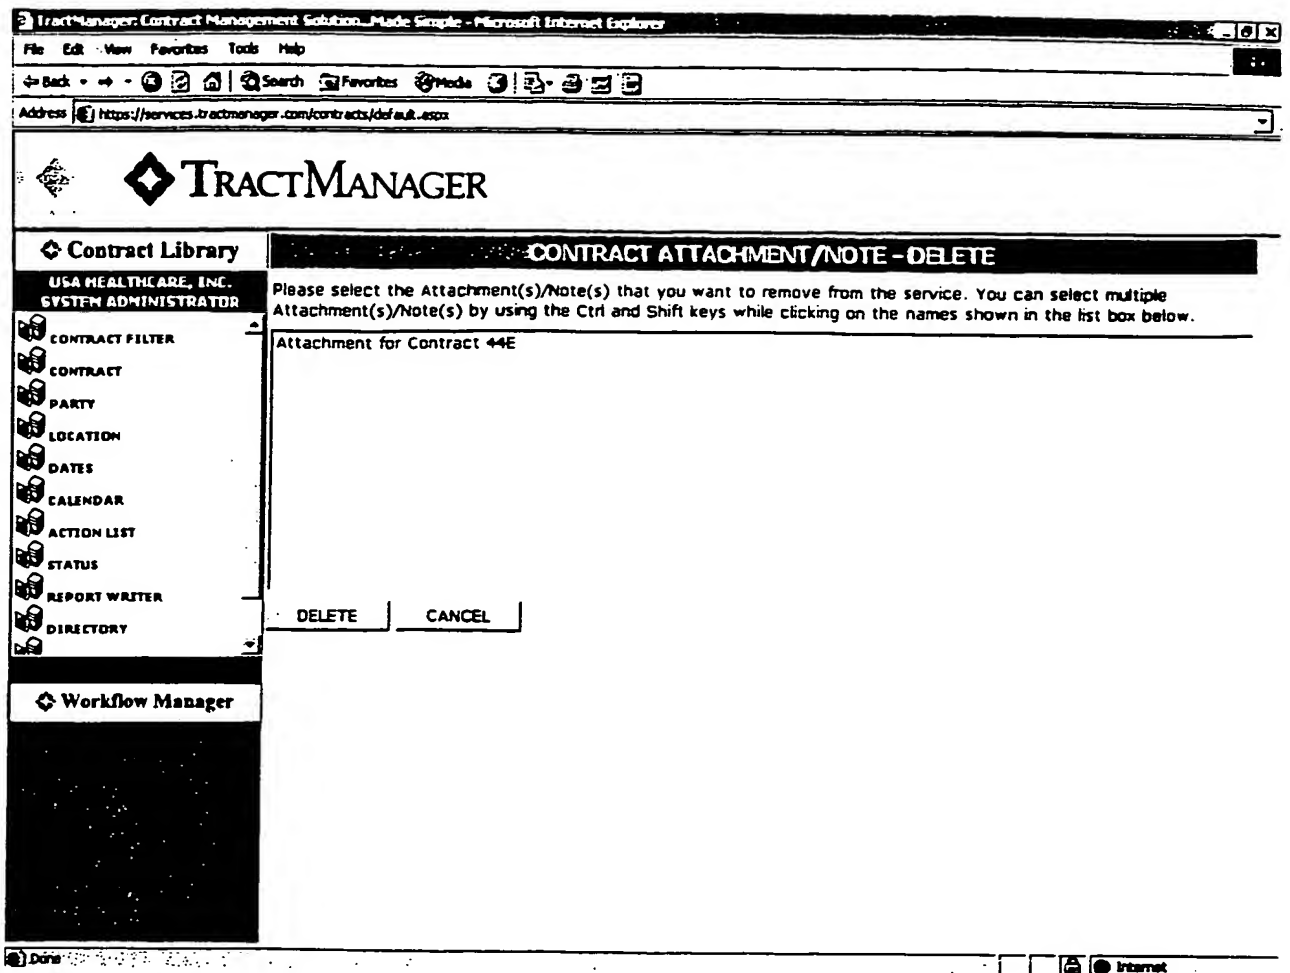 TractManager: Contract Management Solution...Made Simple - Microsoft Internet Explorer
File Edit View Favorites Tools Help
Back Search Favorites Media
Address https://services.tractmanager.com/contracts/default.aspx
TRACTMANAGER
Contract Library
CONTRACT ATTACHMENT/NOTE - DELETE
USA HEALTHCARE, INC.
SYSTEM ADMINISTRATOR
Please select the Attachment(s)/Note(s) that you want to remove from the service. You can select multiple
Attachment(s)/Note(s) by using the Ctrl and Shift keys while clicking on the names shown in the list box below.
Attachment for Contract 44E
CONTRACT FILTER
CONTRACT
PARTY
LOCATION
DATES
CALENDAR
ACTION LIST
STATUS
REPORT WRITER
DIRECTORY
DELETE CANCEL
Workflow Manager
Done Internet